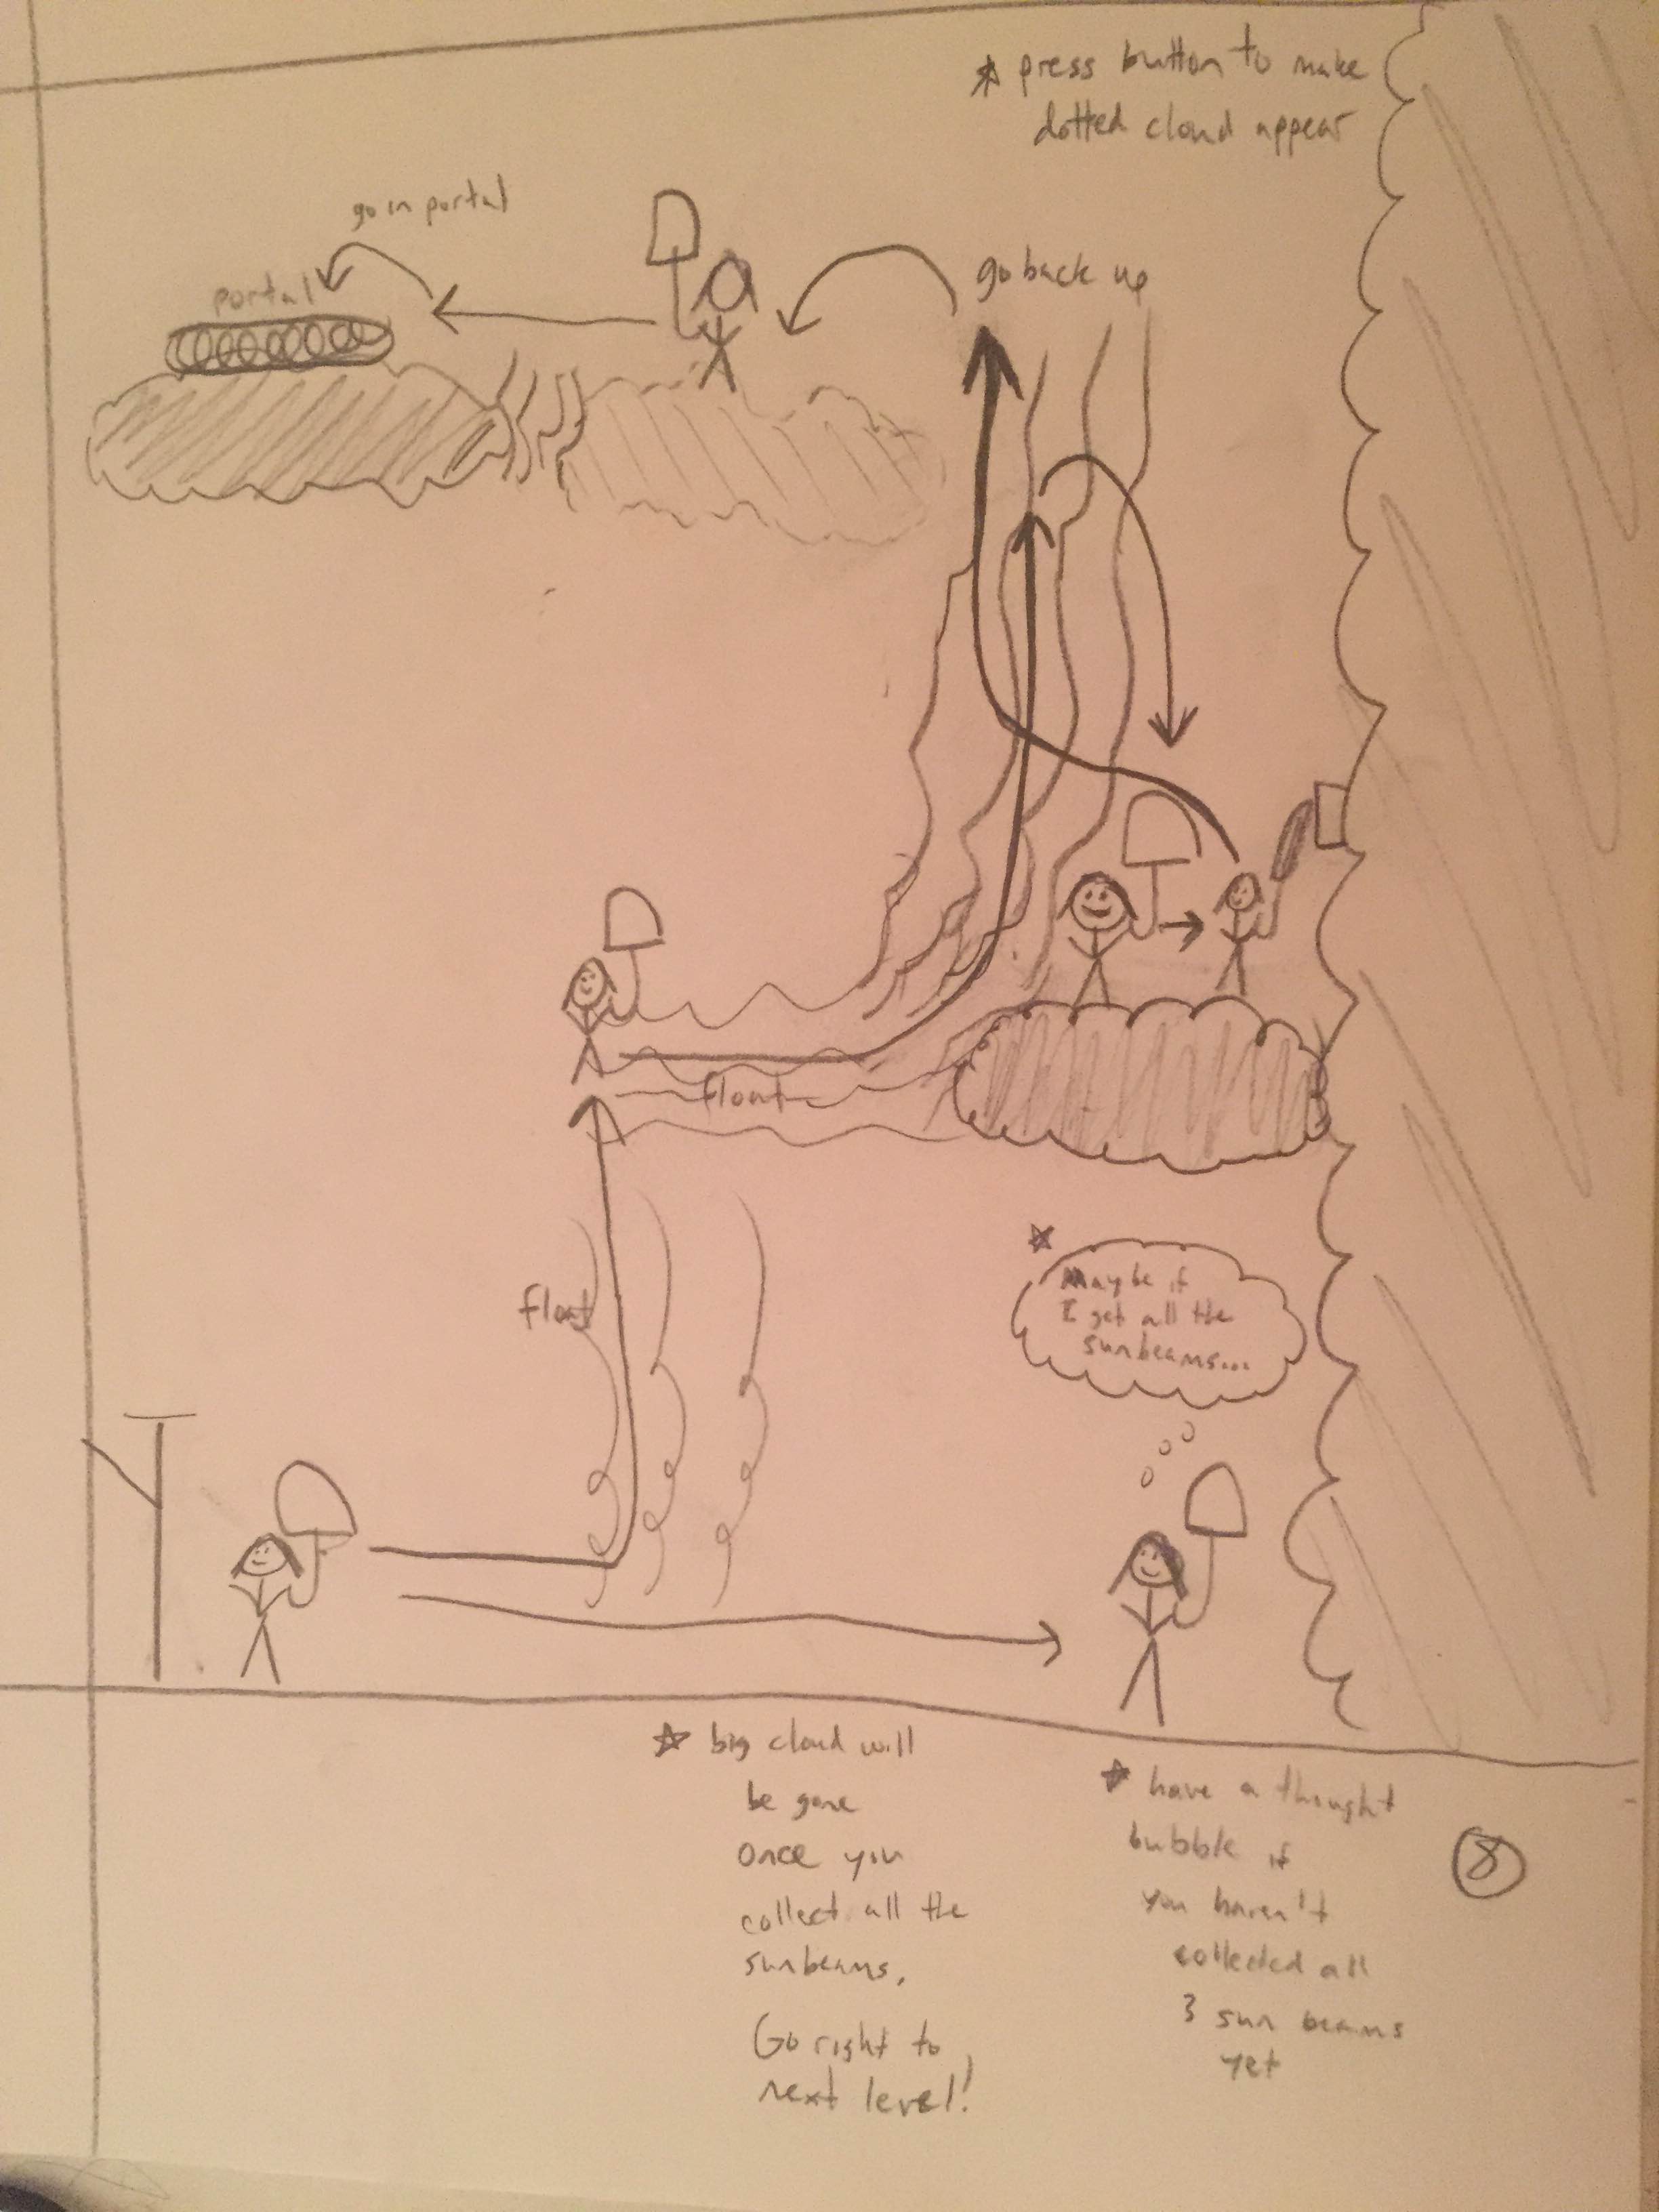 ☆ press button to make
dotted cloud appear
go in portal
portal
go back up
float
float
☆
Maybe if
I get all the
sunbeams...
☆ big cloud will
be gone
once you
collect all the
sunbeams.
Go right to
next level!
☆ have a thought
bubble if
you haven't
collected all
3 sun beams
yet
8